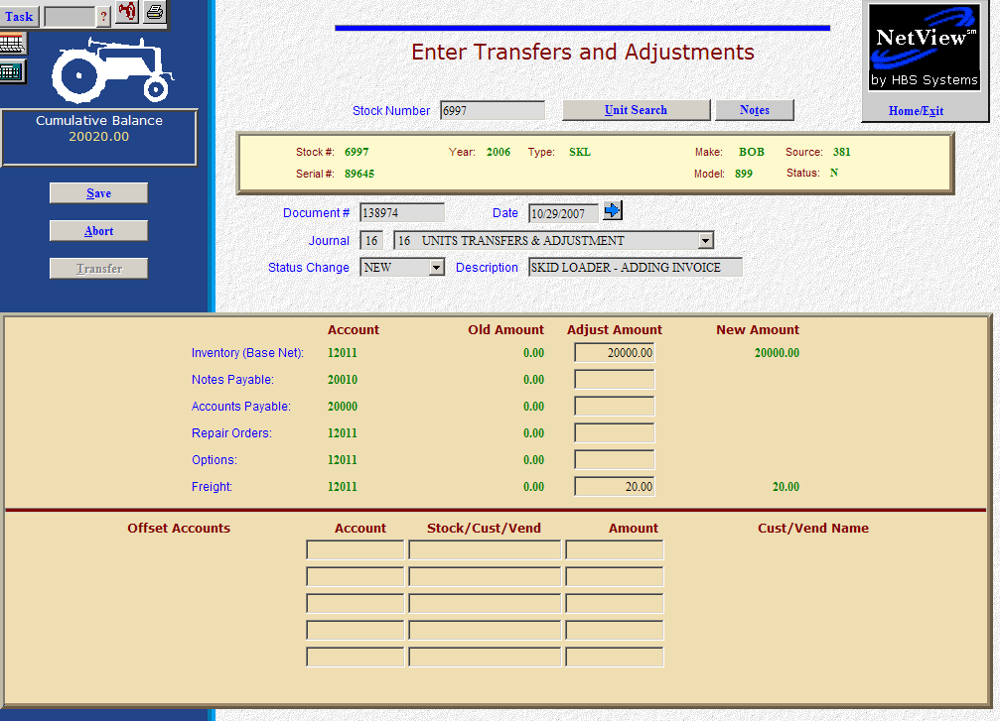 Task ?
Cumulative Balance
20020.00
Save
Abort
Transfer
Enter Transfers and Adjustments
NetView SM
by HBS Systems
Home/Exit
Stock Number 6997 Unit Search Notes
Stock #: 6997 Year: 2006 Type: SKL Make: BOB Source: 381
Serial #: 89645 Model: 899 Status: N
Document # 138974 Date 10/29/2007
Journal 16 16 UNITS TRANSFERS & ADJUSTMENT
Status Change NEW Description SKID LOADER - ADDING INVOICE
Account Old Amount Adjust Amount New Amount
Inventory (Base Net): 12011 0.00 20000.00 20000.00
Notes Payable: 20010 0.00
Accounts Payable: 20000 0.00
Repair Orders: 12011 0.00
Options: 12011 0.00
Freight: 12011 0.00 20.00 20.00
Offset Accounts Account Stock/Cust/Vend Amount Cust/Vend Name